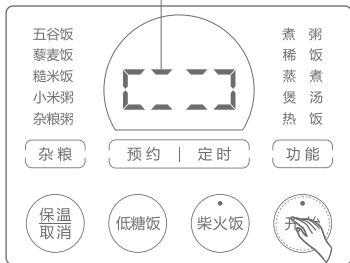 五谷饭
藜麦饭
糙米饭
小米粥
杂粮粥
煮 粥
稀 饭
蒸 煮
煲 汤
热 饭
杂粮
预约 | 定时
功能
保温
取消
低糖饭
柴火饭